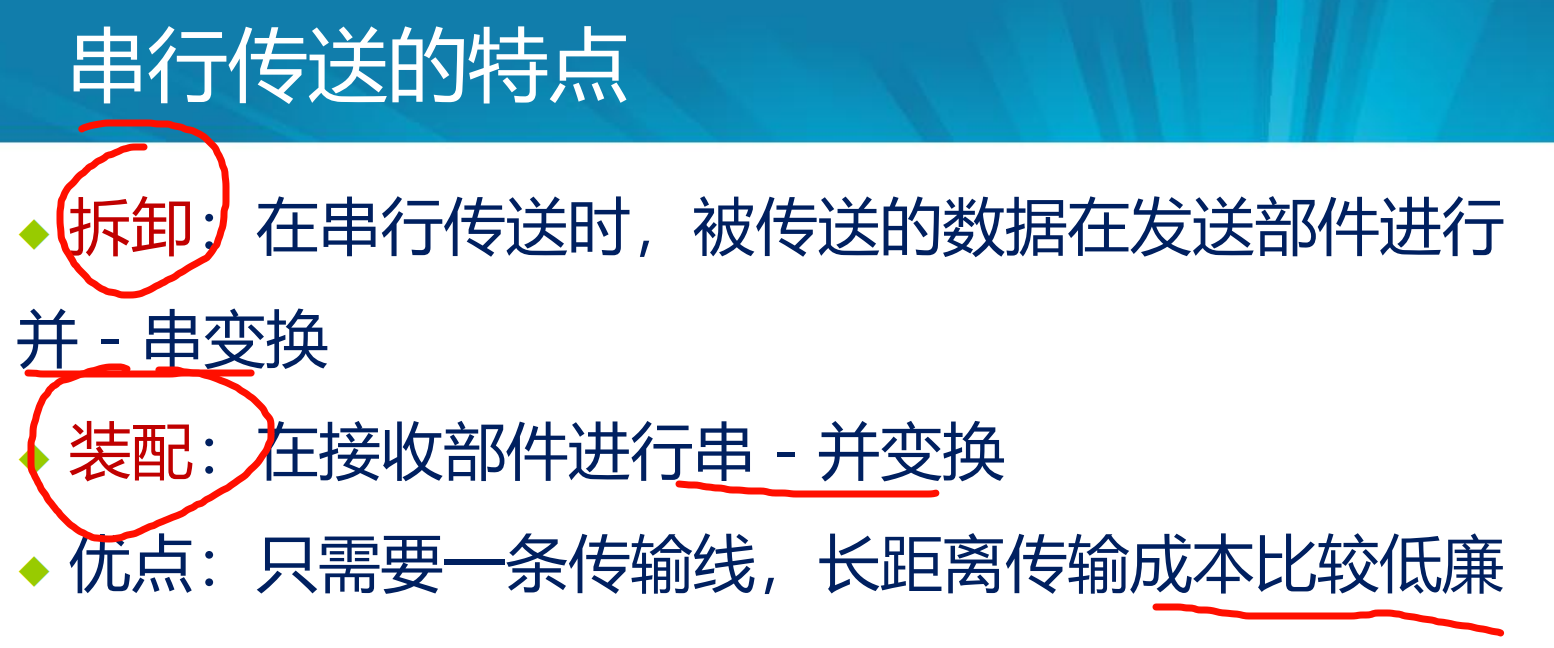 串行传送的特点
拆卸：在串行传送时，被传送的数据在发送部件进行
并－串变换
装配：在接收部件进行串－并变换
优点：只需要一条传输线，长距离传输成本比较低廉